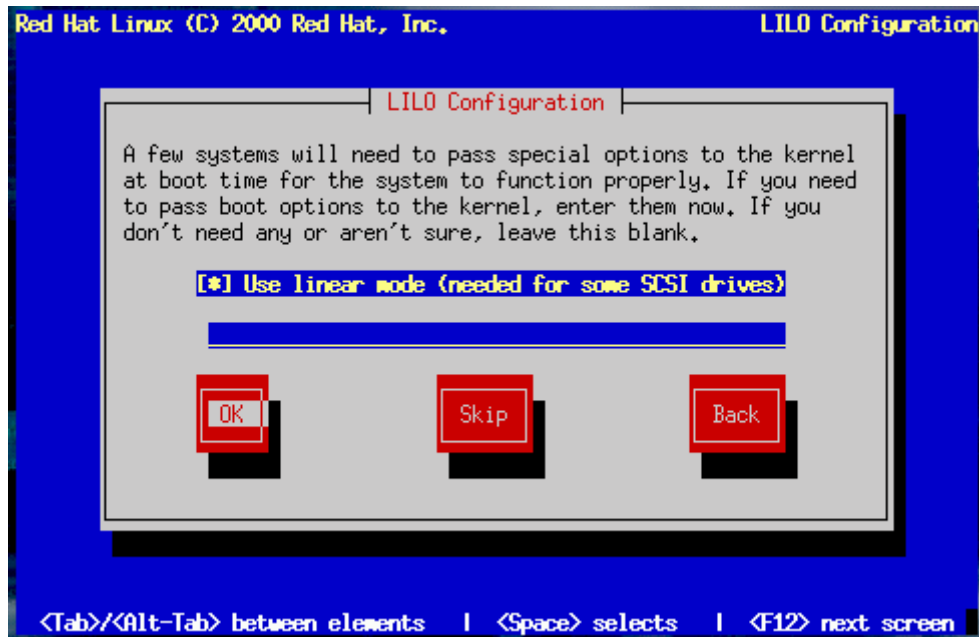 Red Hat Linux (C) 2000 Red Hat, Inc. LILO Configuration
LILO Configuration
A few systems will need to pass special options to the kernel
at boot time for the system to function properly. If you need
to pass boot options to the kernel, enter them now. If you
don't need any or aren't sure, leave this blank.
[*] Use linear mode (needed for some SCSI drives)
OK Skip Back
<Tab>/<Alt-Tab> between elements | <Space> selects | <F12> next screen